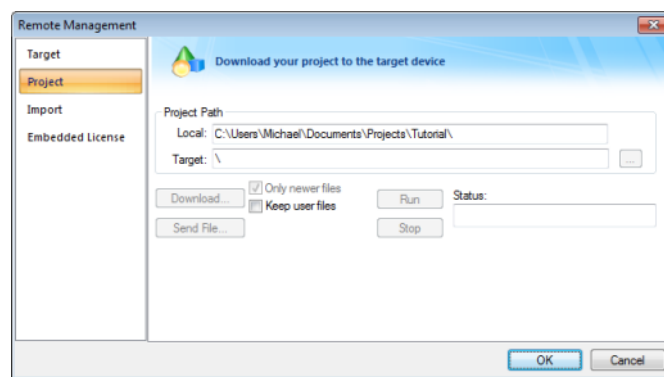 Remote Management
Target
Project
Import
Embedded License
Download your project to the target device
Project Path
Local: C:\Users\Michael\Documents\Projects\Tutorial\
Target: \
...
Download...
Only newer files
Keep user files
Send File...
Run
Stop
Status:
OK
Cancel